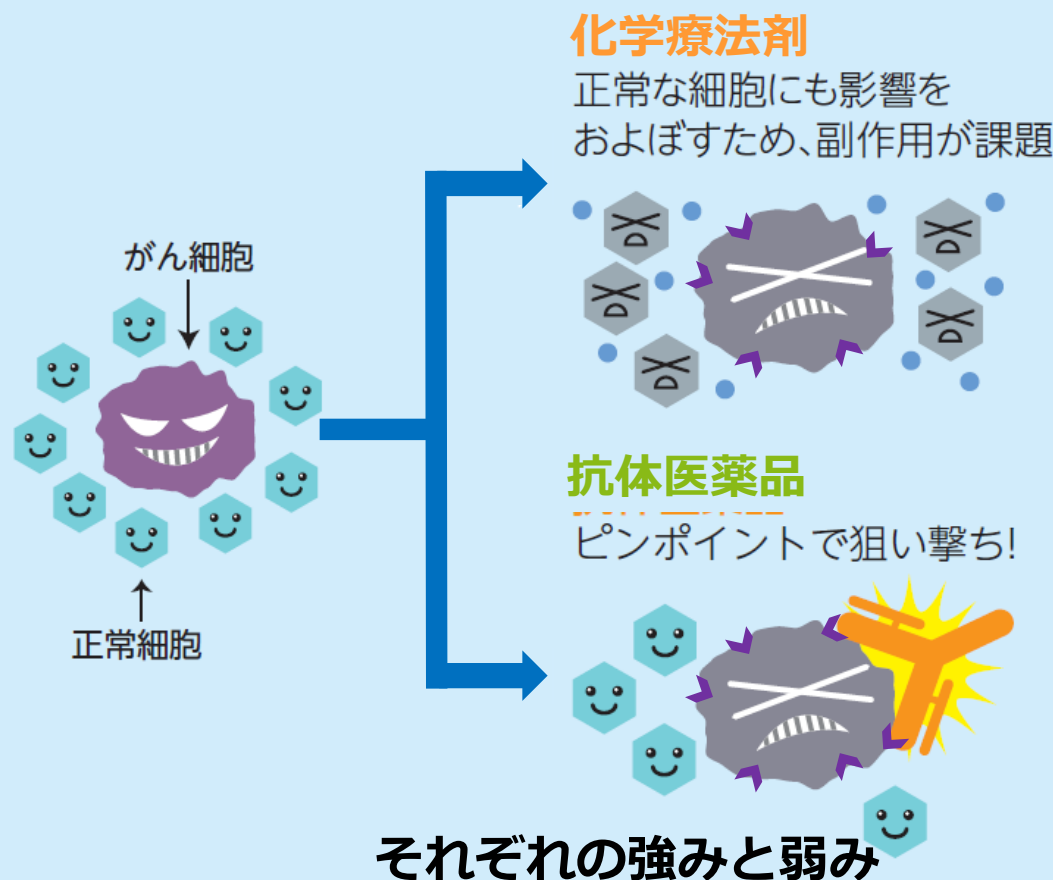 化学療法剤
正常な細胞にも影響を
およぼすため、副作用が課題
がん細胞
正常細胞
抗体医薬品
ピンポイントで狙い撃ち!
それぞれの強みと弱み